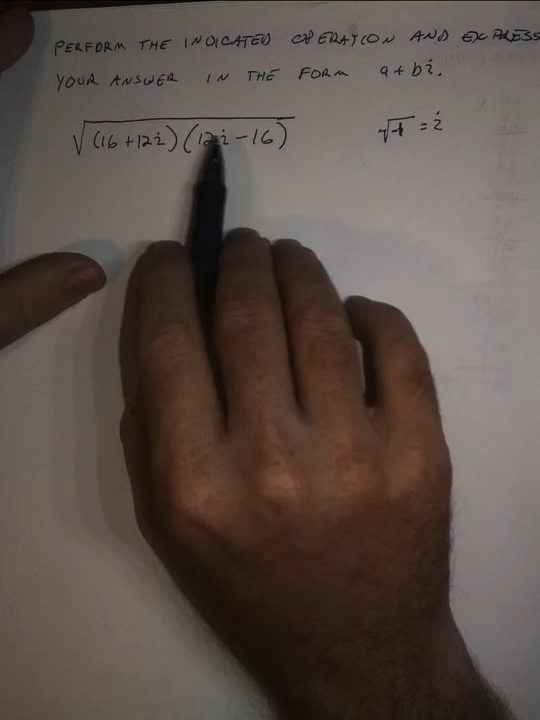 PERFORM THE INDICATED OPERATION AND EXPRESS
YOUR ANSWER IN THE FORM a+bi.
√(16+12i)(12i-16) √-1 = i